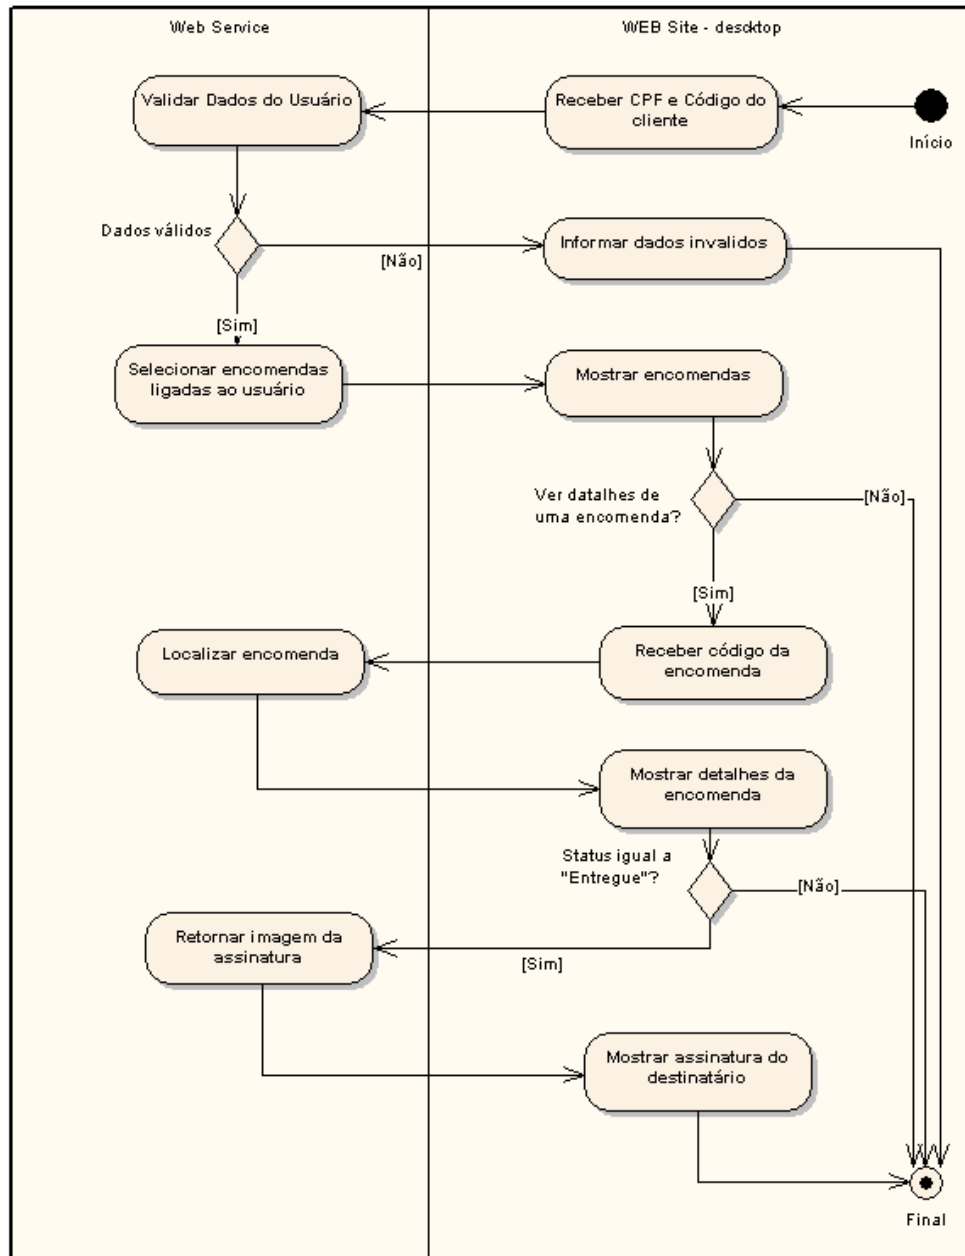 Web Service
WEB Site - descktop
Validar Dados do Usuário
Receber CPF e Código do
cliente
Início
Dados válidos
[Não]
Informar dados invalidos
[Sim]
Selecionar encomendas
ligadas ao usuário
Mostrar encomendas
Ver datalhes de
uma encomenda?
[Não]
[Sim]
Localizar encomenda
Receber código da
encomenda
Mostrar detalhes da
encomenda
Status igual a
"Entregue"?
[Não]
Retornar imagem da
assinatura
[Sim]
Mostrar assinatura do
destinatário
Final